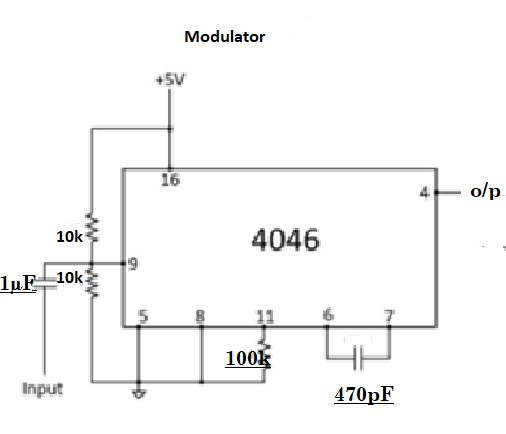 Modulator
+5V
16
4
o/p
4046
10k
9
10k
1µF
5
8
11
6
7
100k
Input
470pF